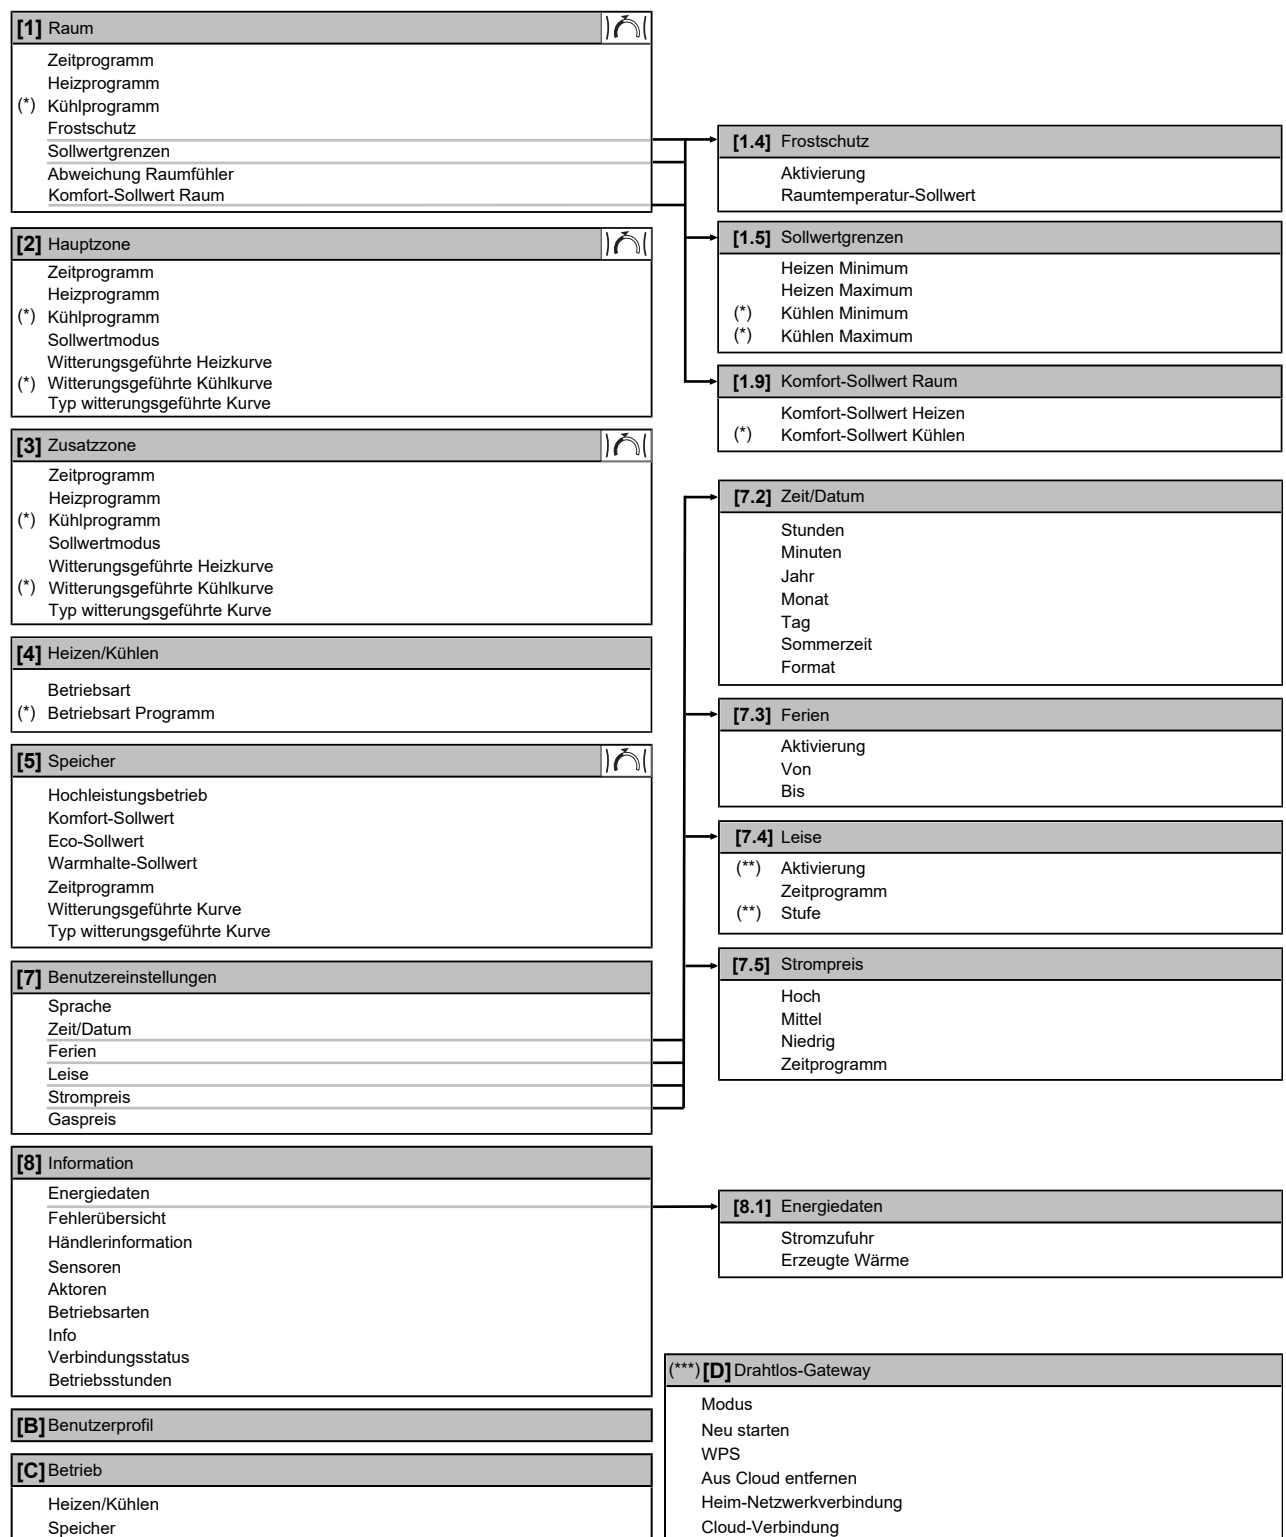 [1] Raum
Zeitprogramm
Heizprogramm
(*) Kühlprogramm
Frostschutz
Sollwertgrenzen
Abweichung Raumfühler
Komfort-Sollwert Raum
[2] Hauptzone
Zeitprogramm
Heizprogramm
(*) Kühlprogramm
Sollwertmodus
Witterungsgeführte Heizkurve
(*) Witterungsgeführte Kühlkurve
Typ witterungsgeführte Kurve
[3] Zusatzzone
Zeitprogramm
Heizprogramm
(*) Kühlprogramm
Sollwertmodus
Witterungsgeführte Heizkurve
(*) Witterungsgeführte Kühlkurve
Typ witterungsgeführte Kurve
[4] Heizen/Kühlen
Betriebsart
(*) Betriebsart Programm
[5] Speicher
Hochleistungsbetrieb
Komfort-Sollwert
Eco-Sollwert
Warmhalte-Sollwert
Zeitprogramm
Witterungsgeführte Kurve
Typ witterungsgeführte Kurve
[7] Benutzereinstellungen
Sprache
Zeit/Datum
Ferien
Leise
Strompreis
Gaspreis
[8] Information
Energiedaten
Fehlerübersicht
Händlerinformation
Sensoren
Aktoren
Betriebsarten
Info
Verbindungsstatus
Betriebsstunden
[B] Benutzerprofil
[C] Betrieb
Heizen/Kühlen
Speicher
[1.4] Frostschutz
Aktivierung
Raumtemperatur-Sollwert
[1.5] Sollwertgrenzen
Heizen Minimum
Heizen Maximum
(*) Kühlen Minimum
(*) Kühlen Maximum
[1.9] Komfort-Sollwert Raum
Komfort-Sollwert Heizen
(*) Komfort-Sollwert Kühlen
[7.2] Zeit/Datum
Stunden
Minuten
Jahr
Monat
Tag
Sommerzeit
Format
[7.3] Ferien
Aktivierung
Von
Bis
[7.4] Leise
(**) Aktivierung
Zeitprogramm
(**) Stufe
[7.5] Strompreis
Hoch
Mittel
Niedrig
Zeitprogramm
[8.1] Energiedaten
Stromzufuhr
Erzeugte Wärme
(***) [D] Drahtlos-Gateway
Modus
Neu starten
WPS
Aus Cloud entfernen
Heim-Netzwerkverbindung
Cloud-Verbindung